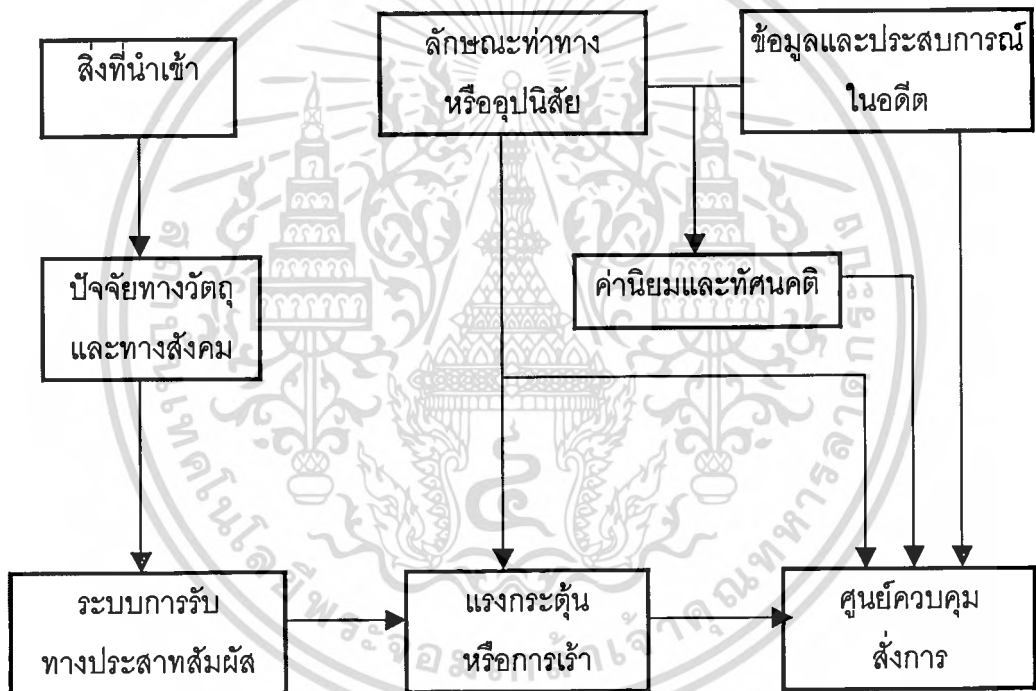 สิ่งที่นำเข้า
ลักษณะท่าทาง
หรืออุปนิสัย
ข้อมูลและประสบการณ์
ในอดีต
ปัจจัยทางวัตถุ
และทางสังคม
ค่านิยมและทัศนคติ
ระบบการรับ
ทางประสาทสัมผัส
แรงกระตุ้น
หรือการเร้า
ศูนย์ควบคุม
สั่งการ